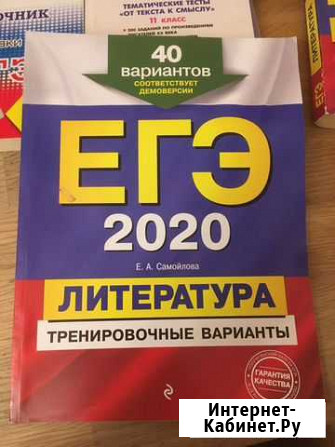 ТЕМАТИЧЕСКИЕ ТЕСТЫ
"ОТ ТЕКСТА К СМЫСЛУ"
11 КЛАСС
40
вариантов
СООТВЕТСТВУЕТ
ДЕМОВЕРСИИ
ЕГЭ
2020
Е. А. Самойлова
ЛИТЕРАТУРА
ТРЕНИРОВОЧНЫЕ ВАРИАНТЫ
ГАРАНТИЯ
КАЧЕСТВА
Интернет-
Кабинет.Ру